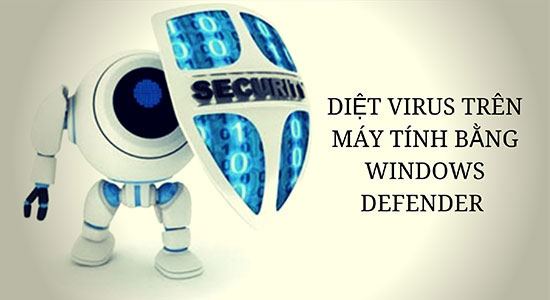 SECURITY
DIỆT VIRUS TRÊN
MÁY TÍNH BẰNG
WINDOWS
DEFENDER